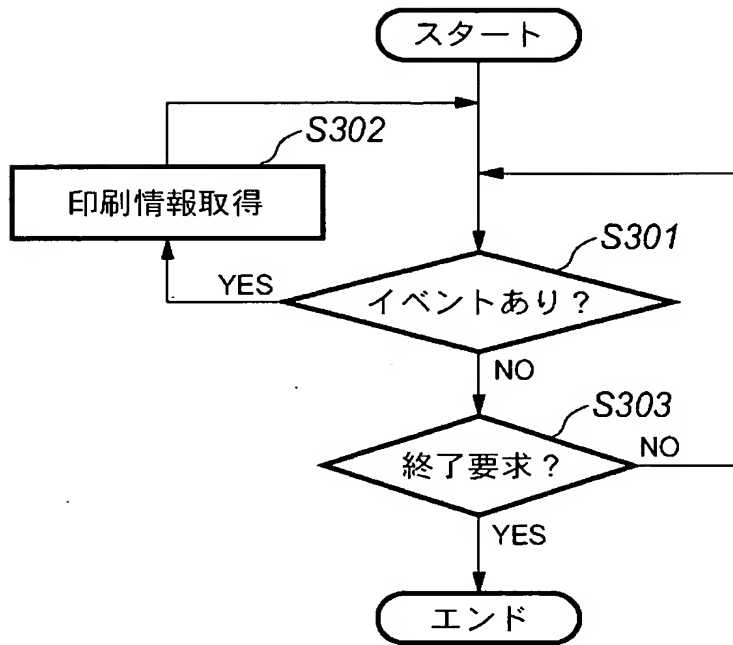 スタート
S302
印刷情報取得
S301
YES
イベントあり?
NO
S303
終了要求?
NO
YES
エンド